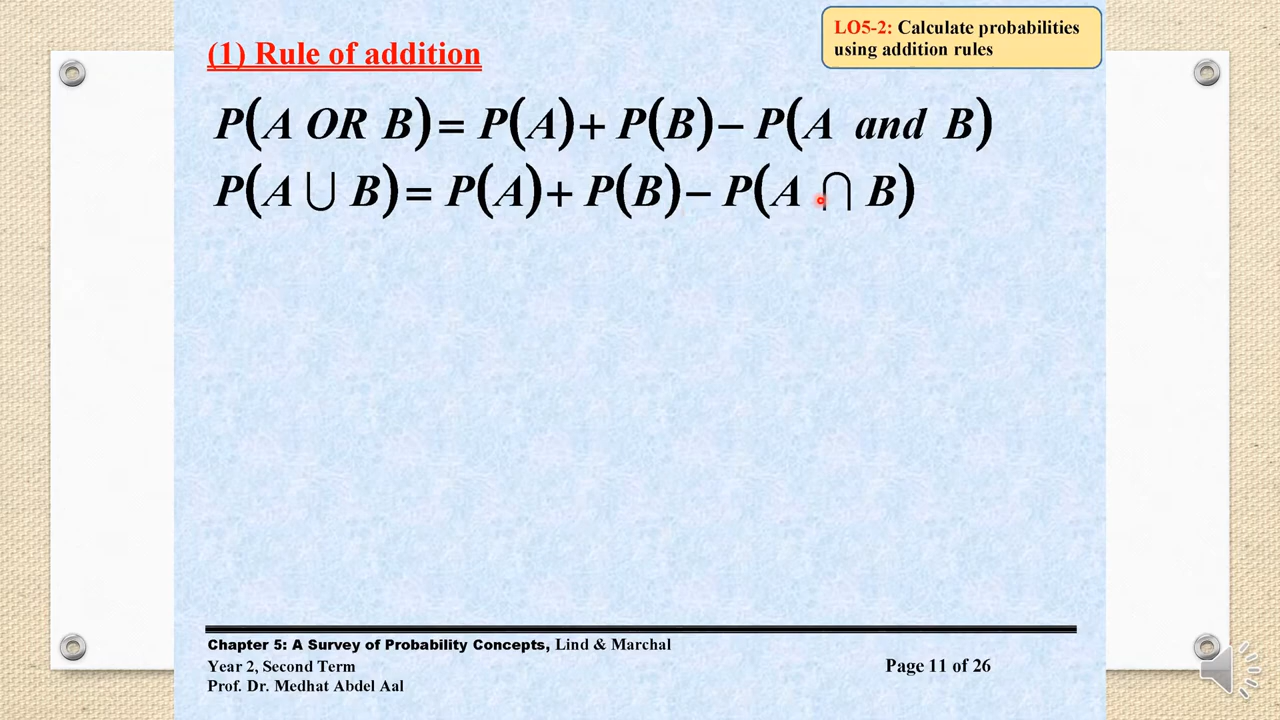 LO5-2: Calculate probabilities
using addition rules
(1) Rule of addition
P(A OR B) = P(A) + P(B) − P(A and B)
P(A ∪ B) = P(A) + P(B) − P(A ∩ B)
Chapter 5: A Survey of Probability Concepts, Lind & Marchal
Year 2, Second Term
Page 11 of 26
Prof. Dr. Medhat Abdel Aal